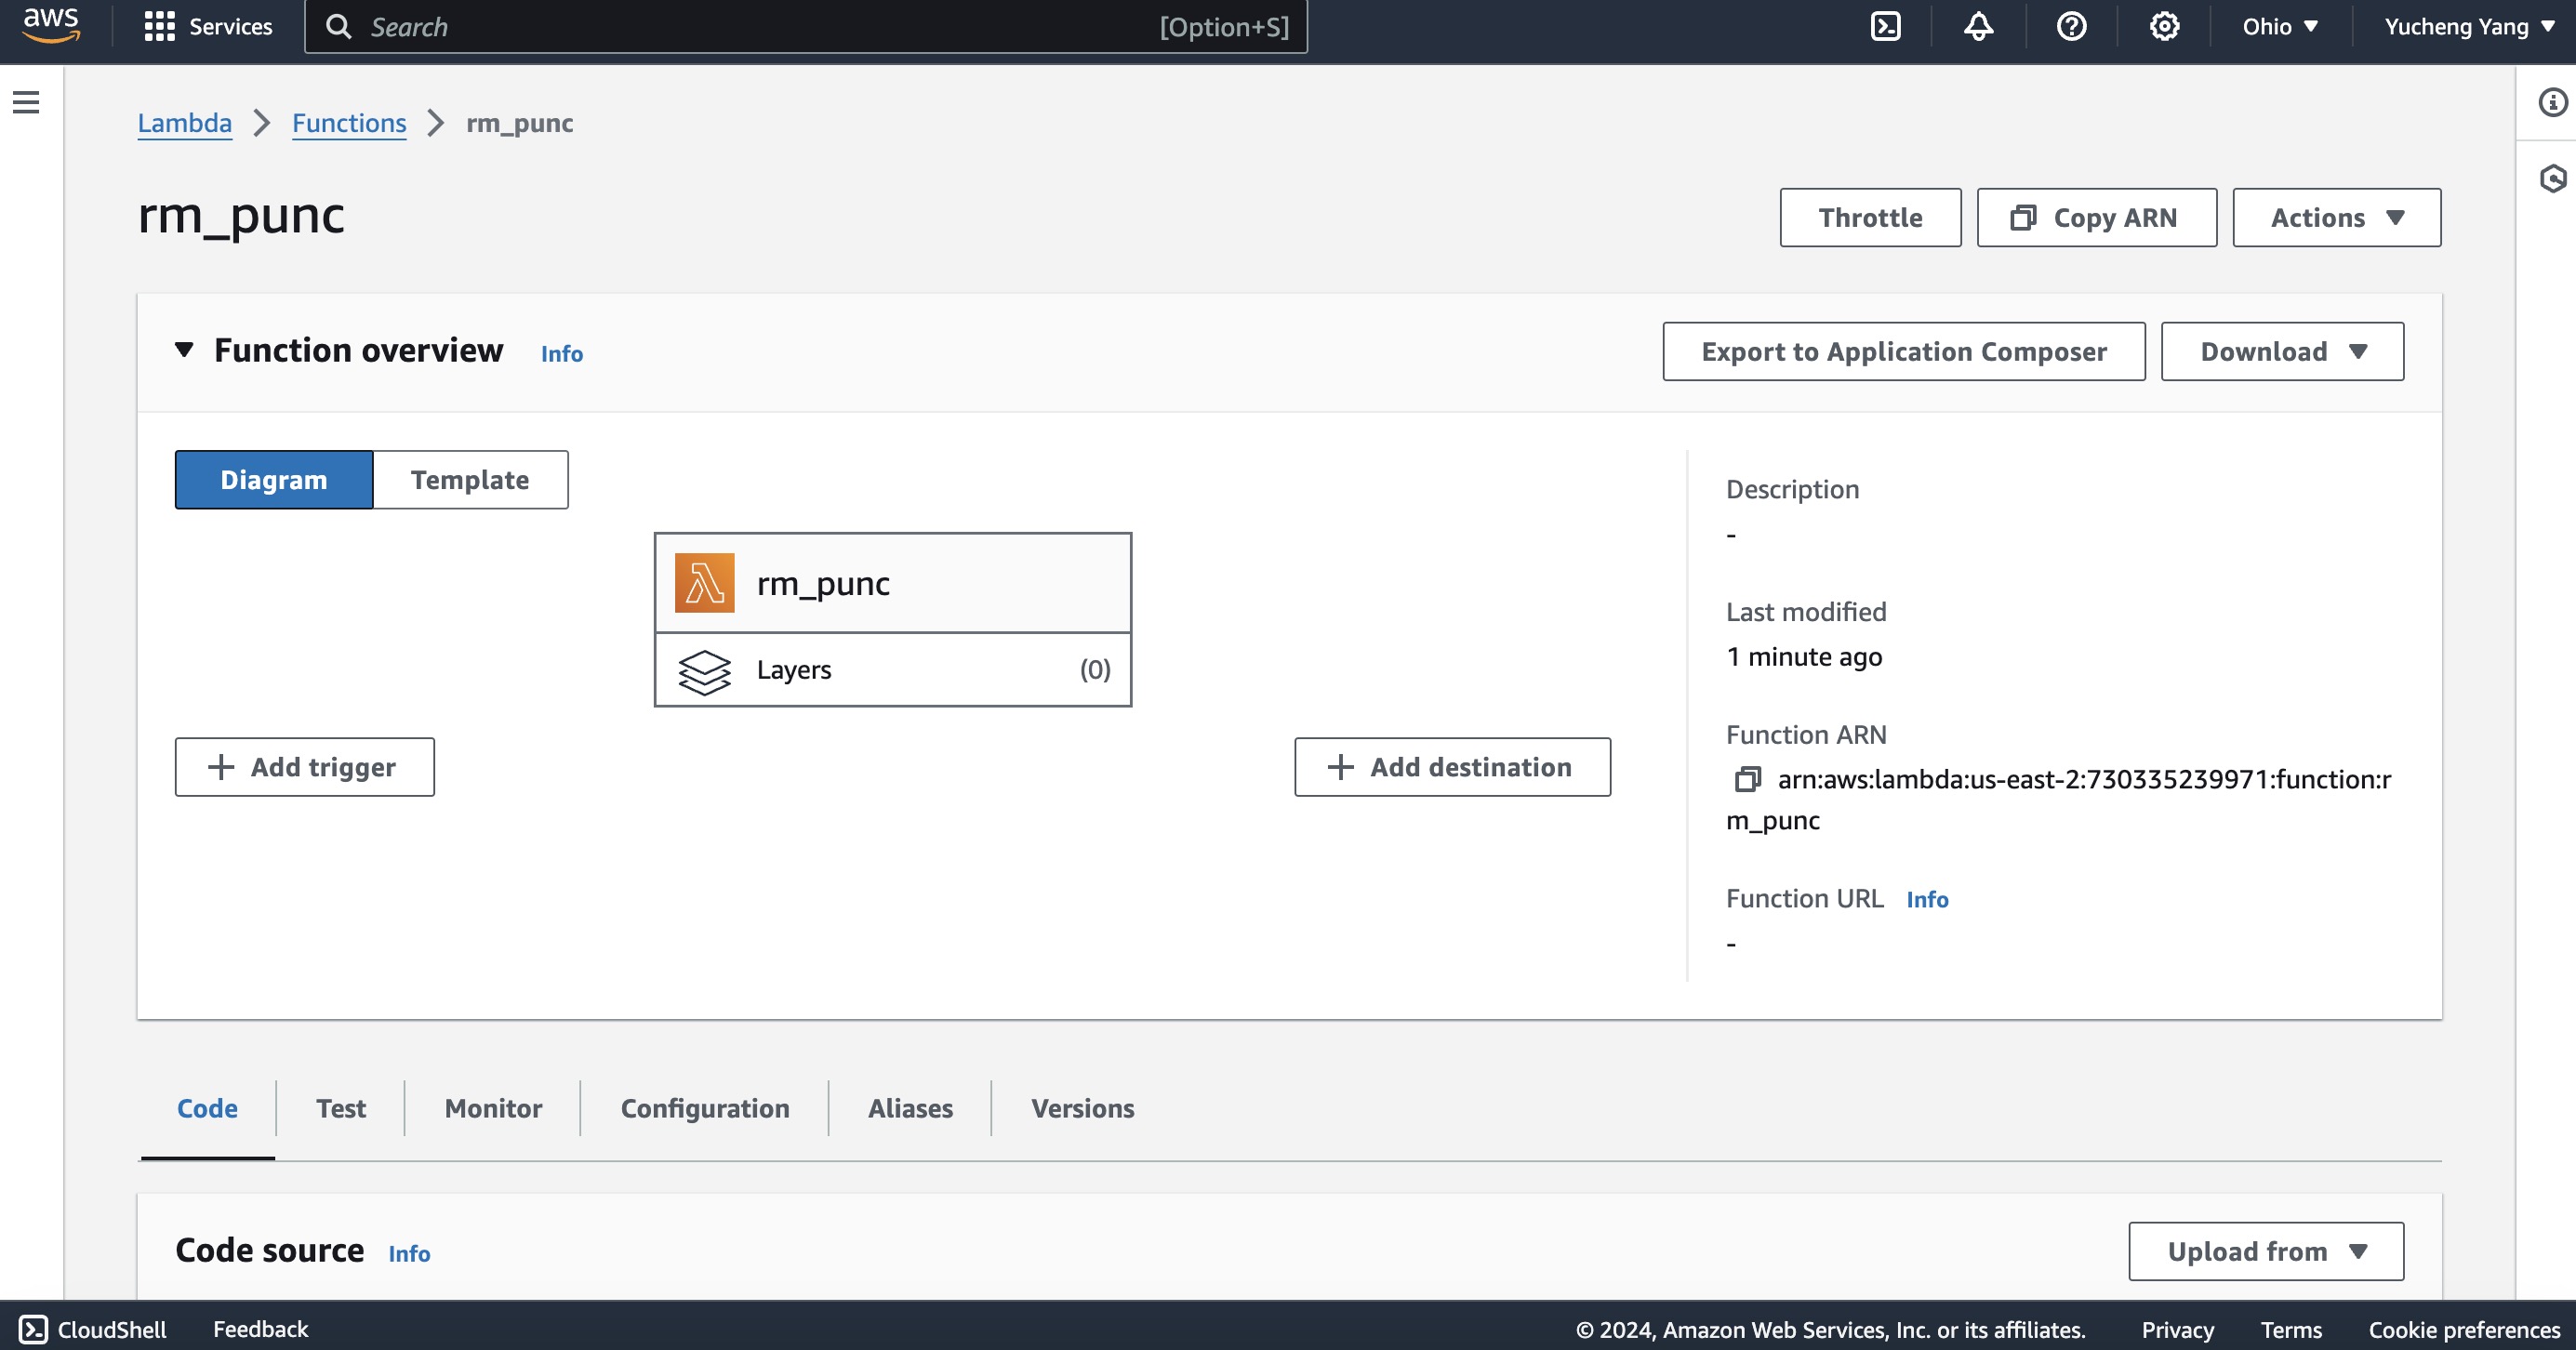 aws Services Search [Option+S] Ohio Yucheng Yang
Lambda Functions rm_punc
rm_punc
Throttle Copy ARN Actions
Function overview Info Export to Application Composer Download
Diagram Template
rm_punc
Layers (0)
+ Add trigger
+ Add destination
Description
-
Last modified
1 minute ago
Function ARN
arn:aws:lambda:us-east-2:730335239971:function:r
m_punc
Function URL Info
-
Code Test Monitor Configuration Aliases Versions
Code source Info Upload from
CloudShell Feedback © 2024, Amazon Web Services, Inc. or its affiliates. Privacy Terms Cookie preferences